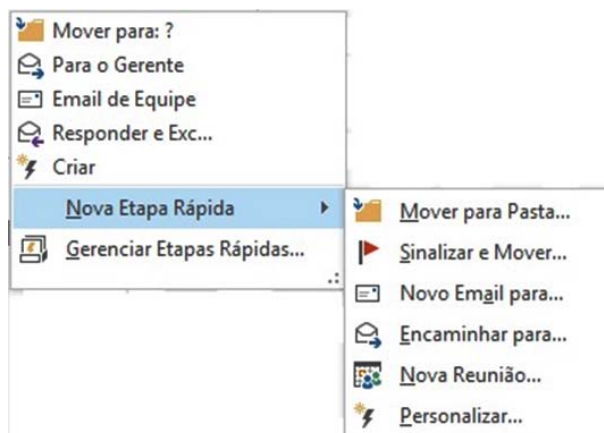 Mover para: ?
Para o Gerente
Email de Equipe
Responder e Exc...
Criar
Nova Etapa Rápida
Gerenciar Etapas Rápidas...
Mover para Pasta...
Sinalizar e Mover...
Novo Email para...
Encaminhar para...
Nova Reunião...
Personalizar...